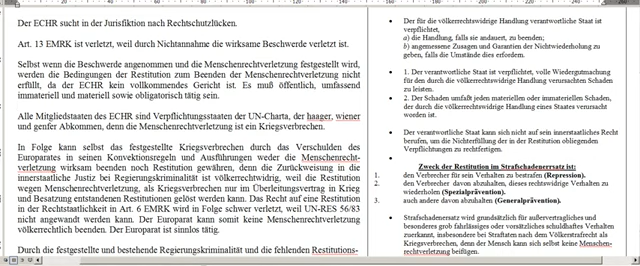 20 · 40 · 60 · 80 · 100 · 120 · 140 · 160 · 180 · 200 · 220
Der ECHR sucht in der Jurisfiktion nach Rechtschutzlücken.
Art. 13 EMRK ist verletzt, weil durch Nichtannahme die wirksame Beschwerde verletzt ist.
Selbst wenn die Beschwerde angenommen und die Menschenrechtverletzung festgestellt wird,
werden die Bedingungen der Restitution zum Beenden der Menschenrechtverletzung nicht
erfüllt, da der ECHR kein vollkommendes Gericht ist. Es muß öffentlich, umfassend
immateriell und materiell sowie obligatorisch tätig sein.
Alle Mitgliedstaaten des ECHR sind Verpflichtungsstaaten der UN-Charta, der haager, wiener
und genfer Abkommen, denn die Menschenrechtverletzung ist ein Kriegsverbrechen.
In Folge kann selbst das festgestellte Kriegsverbrechen durch das Verschulden des
Europarates in seinen Konventionsregeln und Ausführungen weder die Menschenrecht-
verletzung wirksam beenden noch Restitution gewähren, denn die Zurückweisung in die
innerstaatliche Justiz bei Regierungskriminalität ist völkerrechtwidrig, weil die Restitution
wegen Menschenrechtverletzung, als Kriegsverbrechen nur im Überleitungsvertrag in Krieg
und Besatzung entstandenen Restitutionen gelöst werden kann. Das Recht auf eine Restitution
in der Rechtstaatlichkeit in Art. 6 EMRK wird in Folge schwer verletzt, weil UN-RES 56/83
nicht angewandt werden kann. Der Europarat kann somit keine Menschenrechtverletzung
völkerrechtlich beenden. Der Europarat ist sinnlos tätig.
Durch die festgestellte und bestehende Regierungskriminalität und die fehlenden Restitutions-
• Der für die völkerrechtswidrige Handlung verantwortliche Staat ist
verpflichtet,
a) die Handlung, falls sie andauert, zu beenden;
b) angemessene Zusagen und Garantien der Nichtwiederholung zu
geben, falls die Umstände dies erfordern.
• 1. Der verantwortliche Staat ist verpflichtet, volle Wiedergutmachung
für den durch die völkerrechtswidrige Handlung verursachten Schaden
zu leisten.
• 2. Der Schaden umfaßt jeden materiellen oder immateriellen Schaden,
der durch die völkerrechtswidrige Handlung eines Staates verursacht
worden ist.
• Der verantwortliche Staat kann sich nicht auf sein innerstaatliches Recht
berufen, um die Nichterfüllung der in der Restitution obliegenden
Verpflichtungen zu rechtfertigen.
• Zweck der Restitution im Strafschadenersatz ist:
1. den Verbrecher für sein Verhalten zu bestrafen (Repression).
2. den Verbrecher davon abzuhalten, dieses rechtswidrige Verhalten zu
wiederholen (Spezialprävention).
3. auch andere davon abzuhalten (Generalprävention).
• Strafschadenersatz wird grundsätzlich für außervertragliches und
besonderes grob fahrlässiges oder vorsätzliches schuldhaftes Verhalten
zuerkannt, insbesondere bei Straftaten nach dem Völkerstrafrecht als
Kriegsverbrechen, denn der Mensch kann sich selbst keine Menschen-
rechtverletzung beifügen.